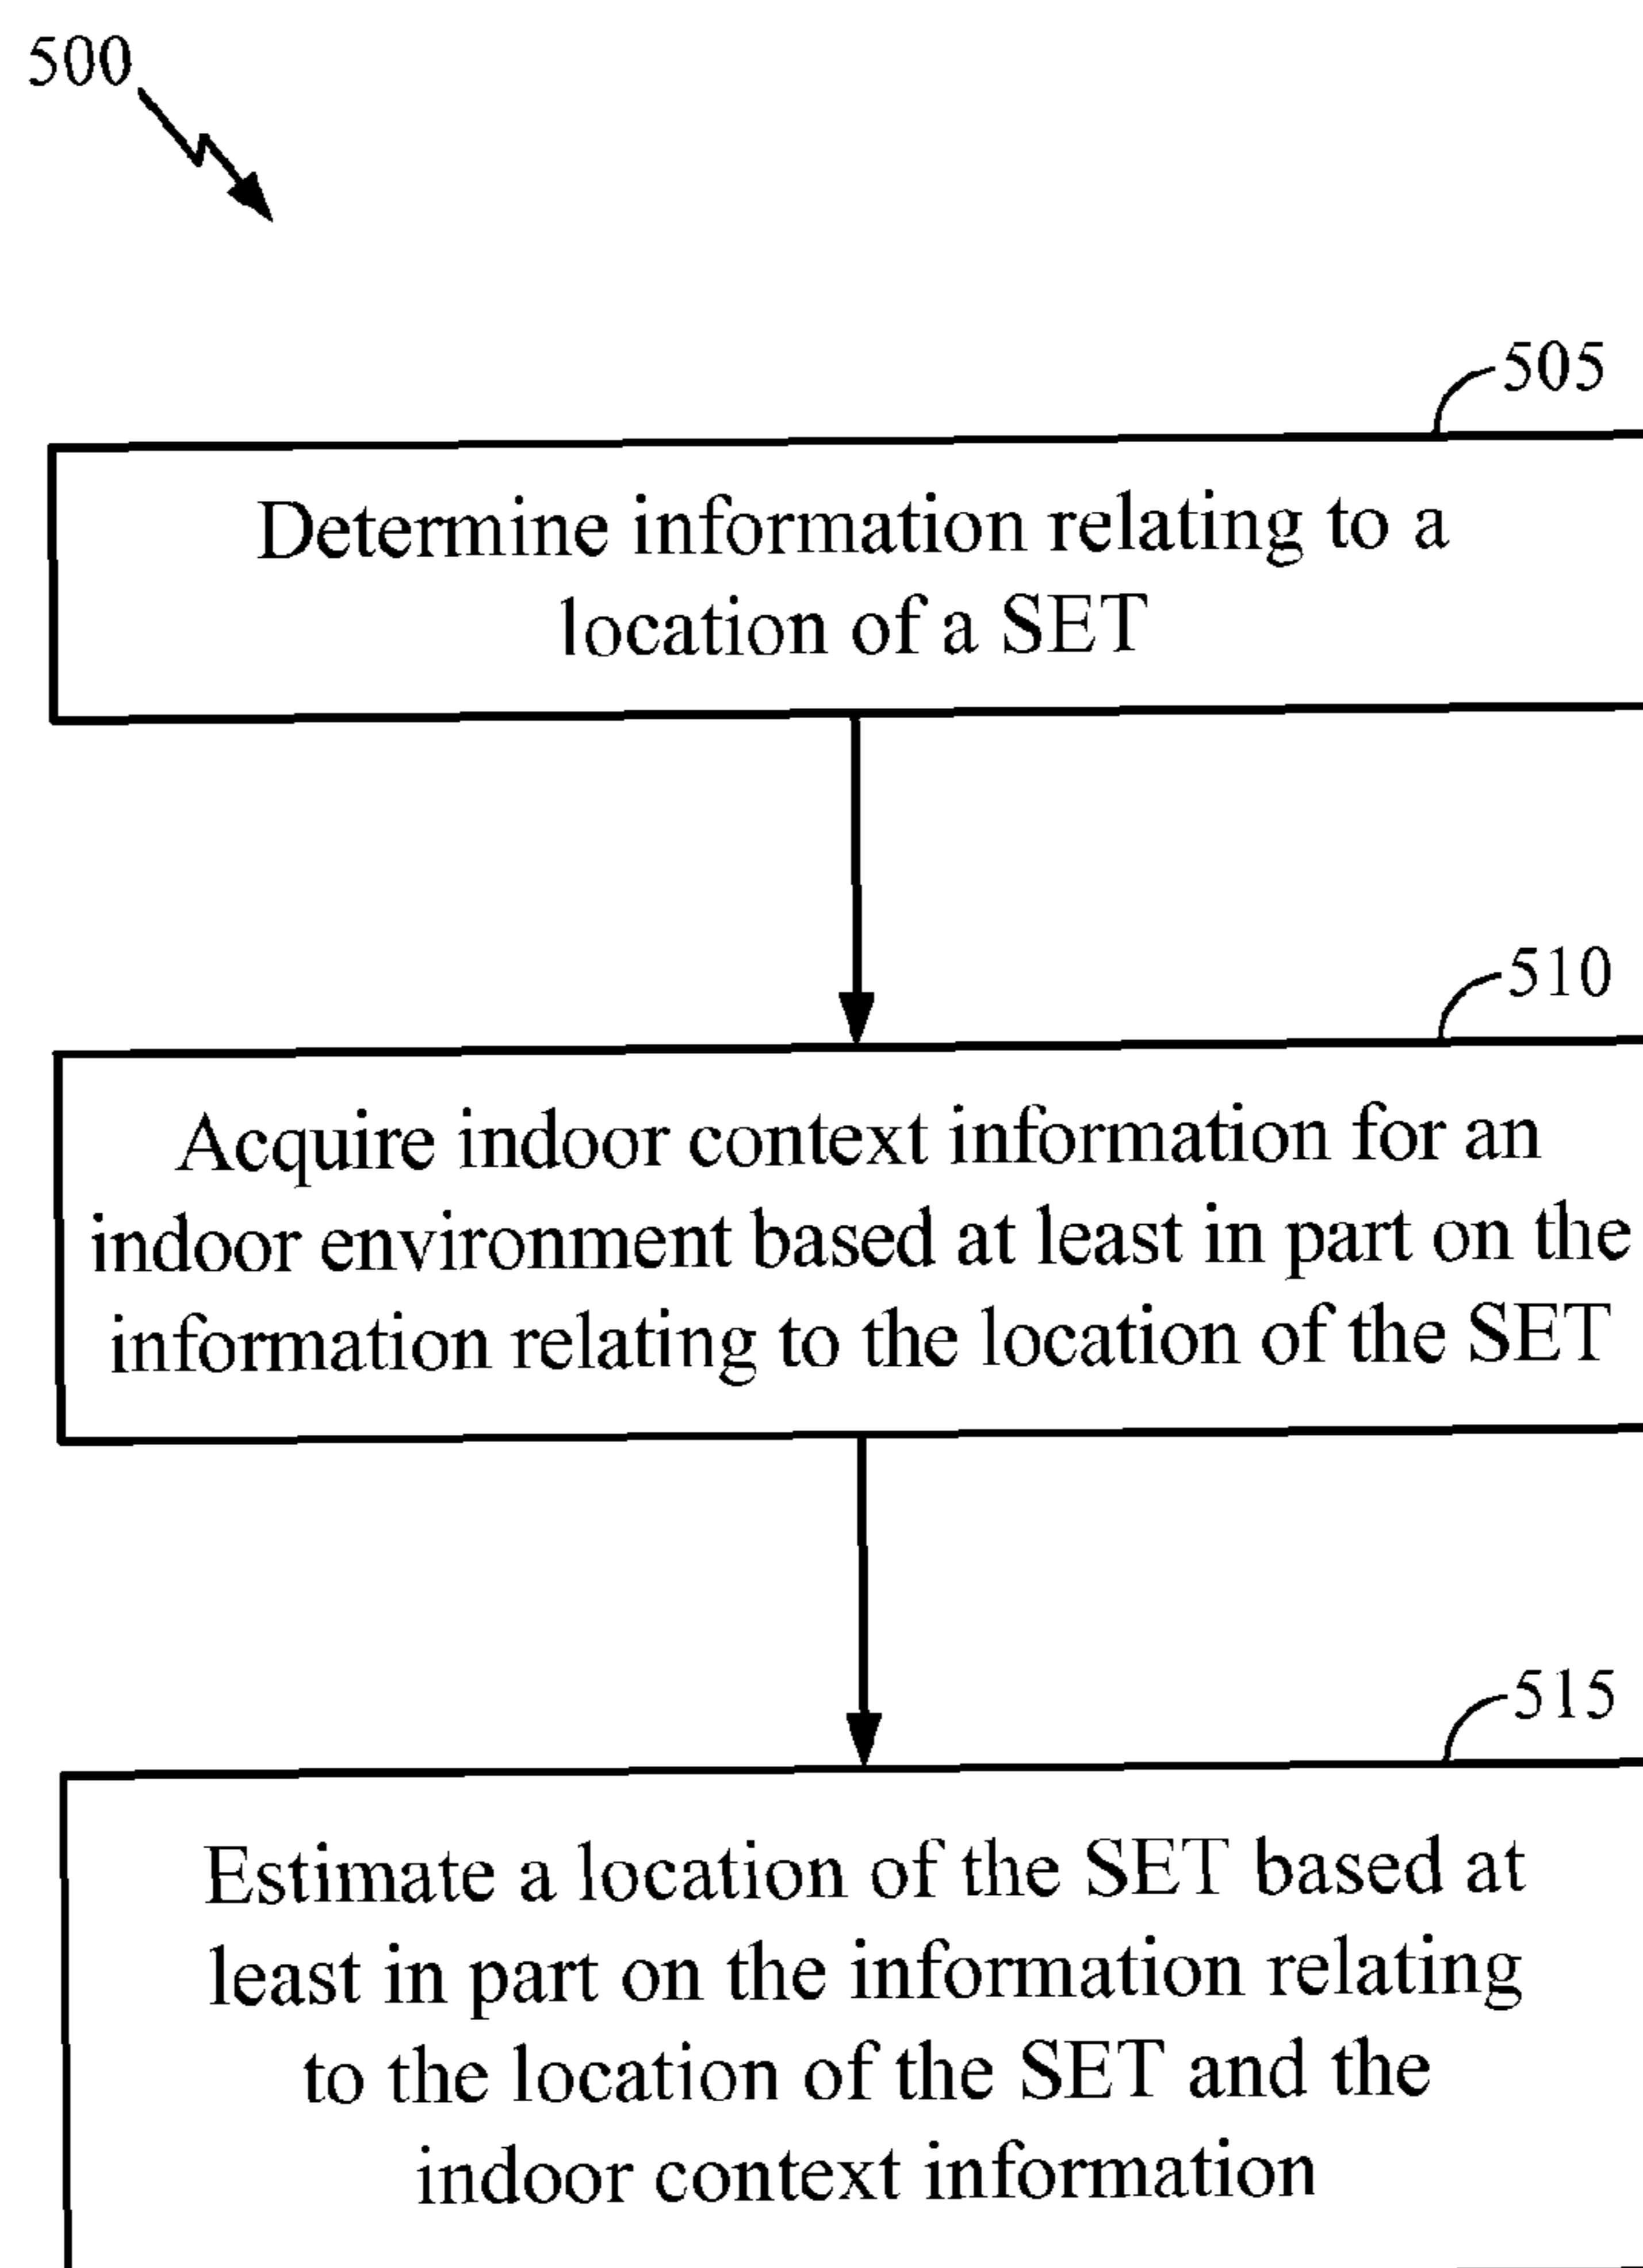 500
505
Determine information relating to a
location of a SET
510
Acquire indoor context information for an
indoor environment based at least in part on the
information relating to the location of the SET
515
Estimate a location of the SET based at
least in part on the information relating
to the location of the SET and the
indoor context information